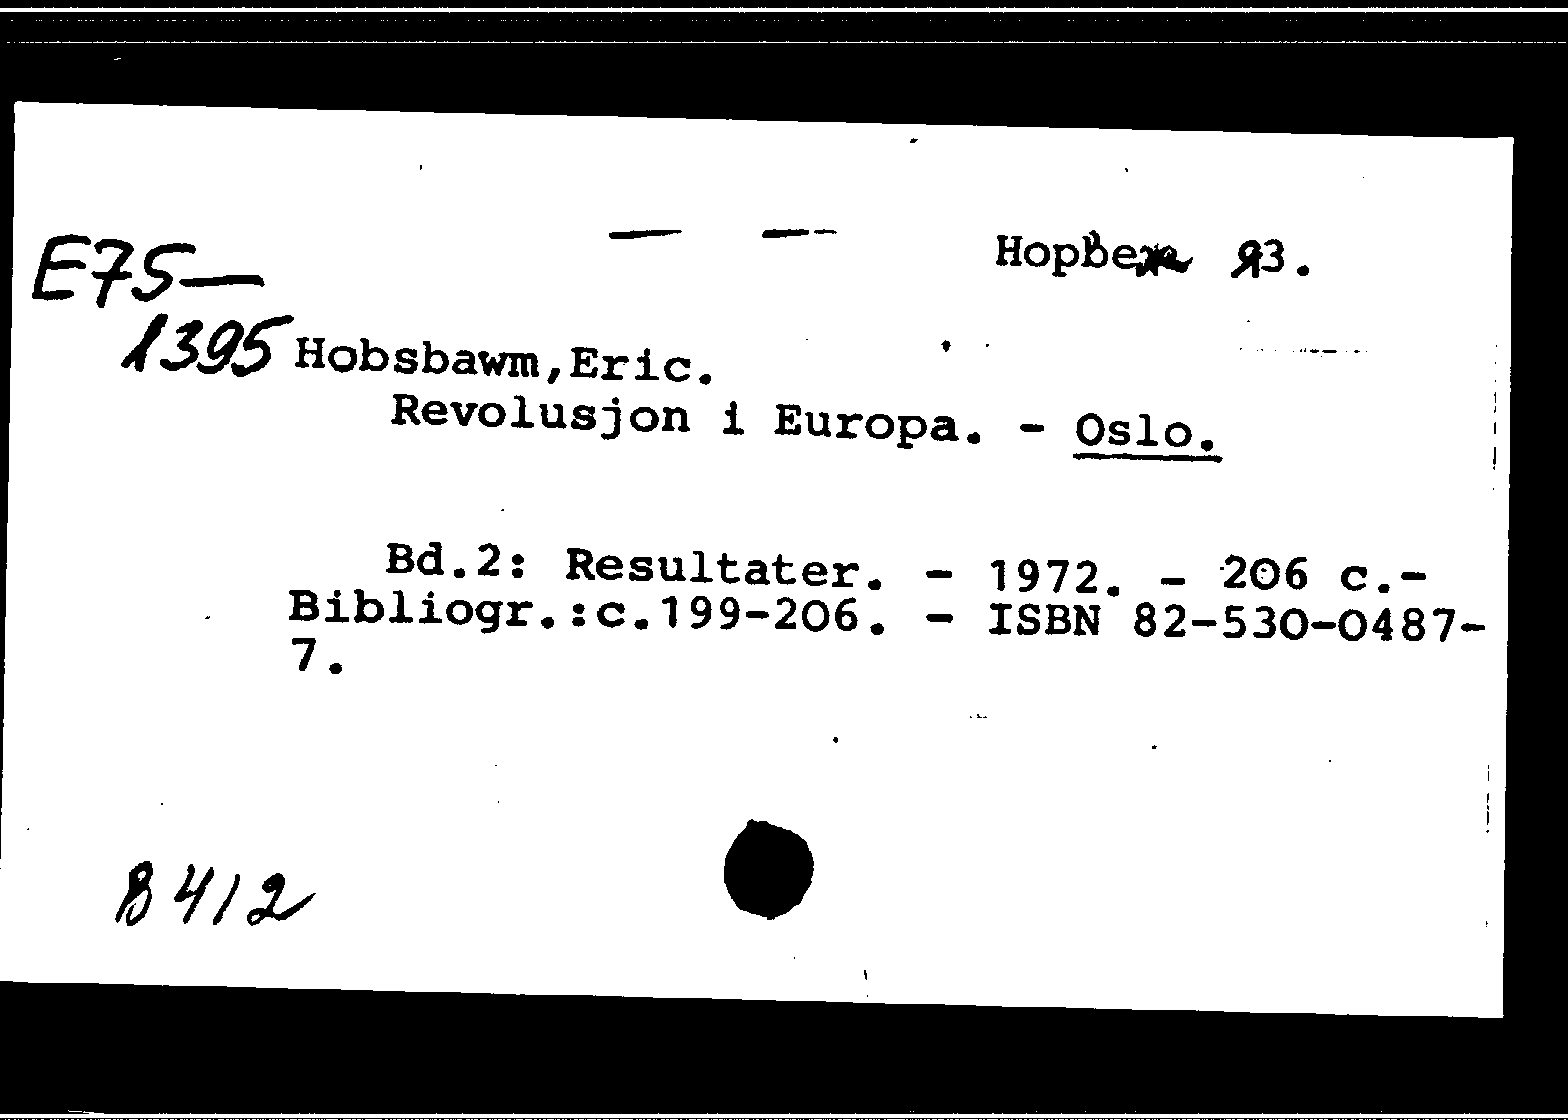 Норвеж яз.
E75-
1395
Hobsbawm,Eric.
Revolusjon i Europa. - Oslo.
Bd.2: Resultater. - 1972. - 206 c.-
Bibliogr.:c.199-206. - ISBN 82-530-0487-
7.
B412